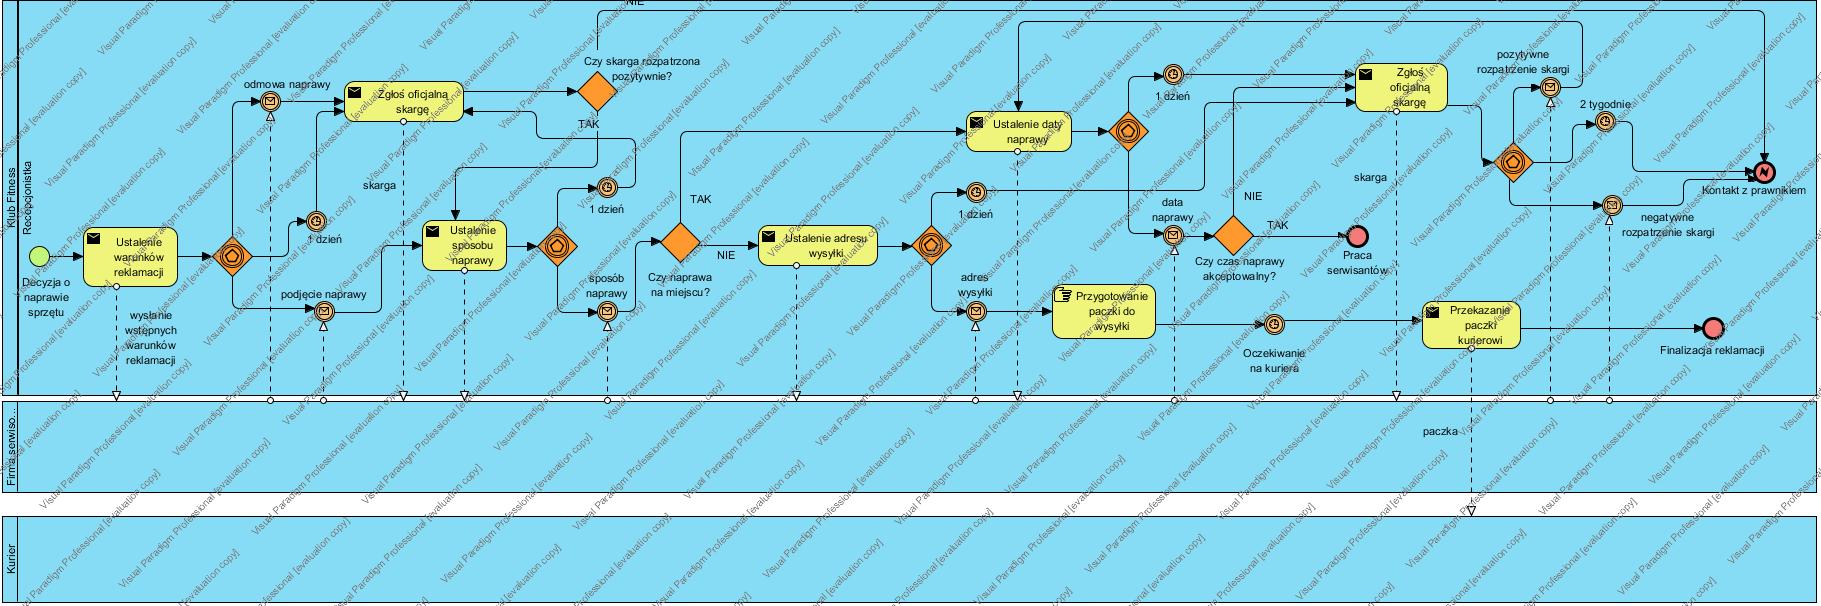 Klub Fitness
Recepcjonistka
Decyzja o
naprawie
sprzętu
Ustalenie
warunków
reklamacji
wysłanie
wstępnych
warunków
reklamacji
odmowa naprawy
1 dzień
podjęcie naprawy
Zgłoś oficjalną
skargę
skarga
NIE
Czy skarga rozpatrzona
pozytywnie?
TAK
Ustalenie
sposobu
naprawy
1 dzień
sposób
naprawy
TAK
NIE
Czy naprawa
na miejscu?
Ustalenie adresu
wysyłki
1 dzień
adres
wysyłki
Ustalenie daty
naprawy
1 dzień
data
naprawy
NIE
TAK
Czy czas naprawy
akceptowalny?
Praca
serwisantów
Przygotowanie
paczki do
wysyłki
Oczekiwanie
na kuriera
Zgłoś
oficjalną
skargę
skarga
pozytywne
rozpatrzenie skargi
2 tygodnie
negatywne
rozpatrzenie skargi
Kontakt z prawnikiem
Przekazanie
paczki
kurierowi
Finalizacja reklamacji
Firma serwiso...
paczka
Kurier
Visual Paradigm Professional [evaluation copy]